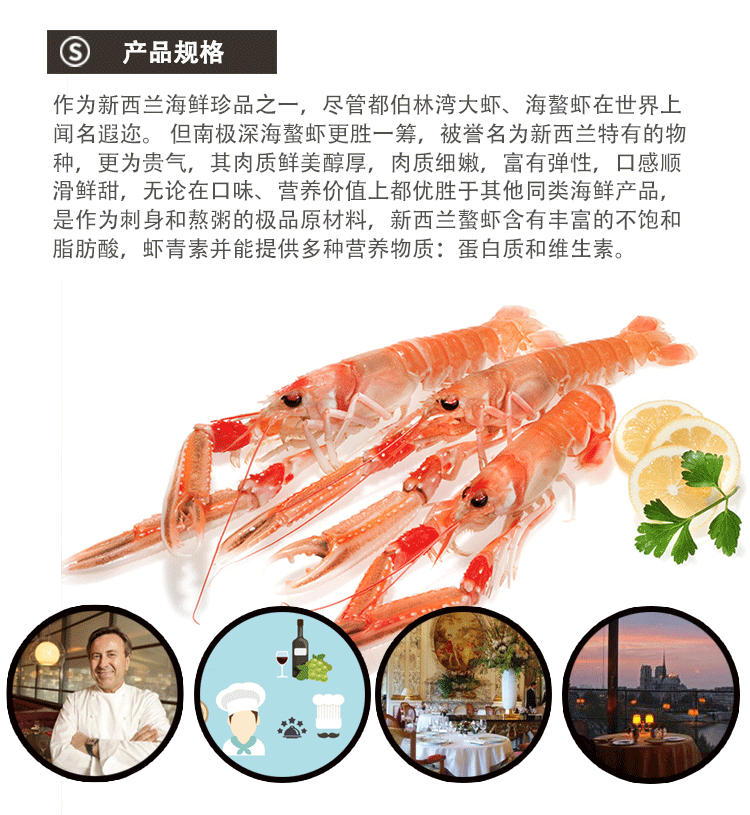 S 产品规格
作为新西兰海鲜珍品之一，尽管都伯林湾大虾、海螯虾在世界上
闻名遐迩。但南极深海螯虾更胜一筹，被誉名为新西兰特有的物
种，更为贵气，其肉质鲜美醇厚，肉质细嫩，富有弹性，口感顺
滑鲜甜，无论在口味、营养价值上都优胜于其他同类海鲜产品，
是作为刺身和熬粥的极品原材料，新西兰螯虾含有丰富的不饱和
脂肪酸，虾青素并能提供多种营养物质：蛋白质和维生素。